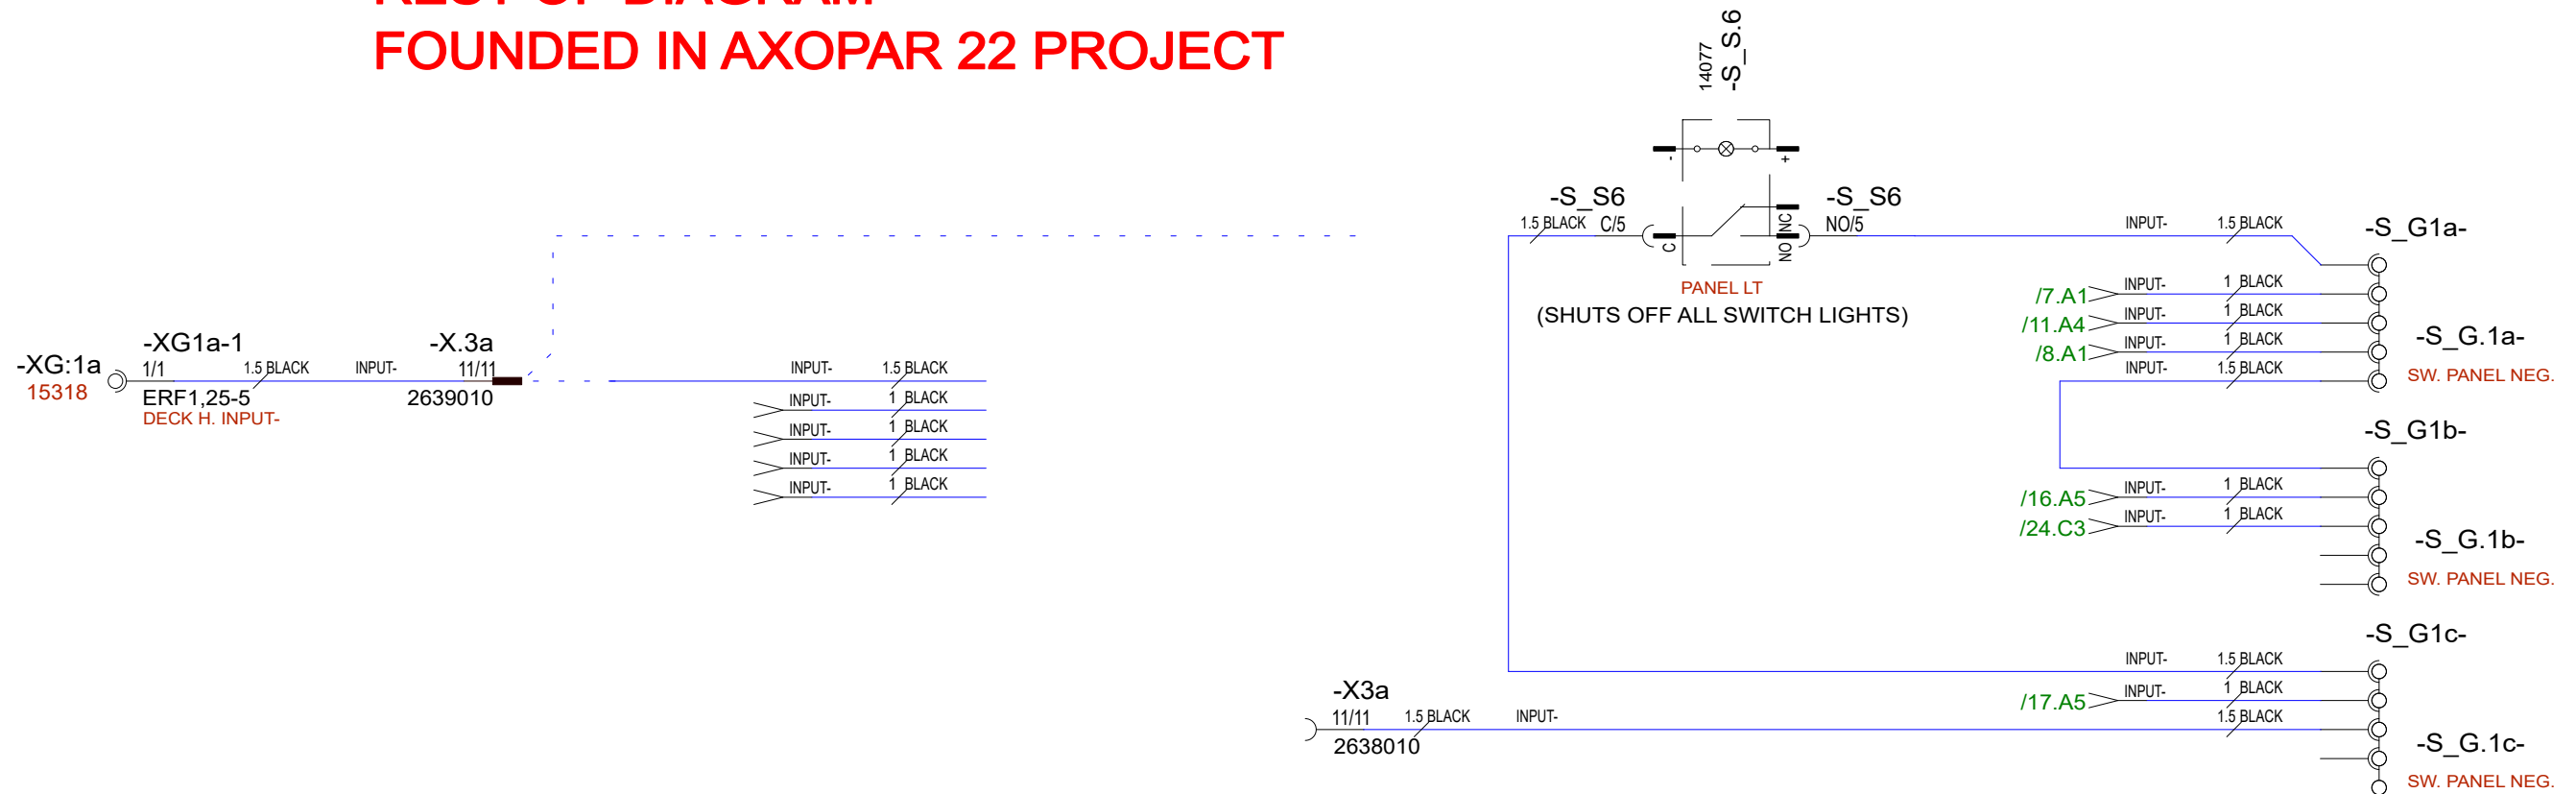 REST OF DIAGRAM
FOUNDED IN AXOPAR 22 PROJECT
14077
-S_S.6
-
+
-S_S6
1.5 BLACK
C/5
C
NC
NO
-S_S6
NO/5
PANEL LT
(SHUTS OFF ALL SWITCH LIGHTS)
INPUT-
1.5 BLACK
-S_G1a-
/7.A1
INPUT-
1 BLACK
/11.A4
INPUT-
1 BLACK
/8.A1
INPUT-
1 BLACK
-S_G.1a-
INPUT-
1.5 BLACK
SW. PANEL NEG.
-XG:1a
15318
-XG1a-1
1/1
1.5 BLACK
INPUT-
-X.3a
11/11
ERF1,25-5
2639010
DECK H. INPUT-
INPUT-
1.5 BLACK
INPUT-
1 BLACK
INPUT-
1 BLACK
INPUT-
1 BLACK
INPUT-
1 BLACK
-S_G1b-
/16.A5
INPUT-
1 BLACK
/24.C3
INPUT-
1 BLACK
-S_G.1b-
SW. PANEL NEG.
-S_G1c-
INPUT-
1.5 BLACK
/17.A5
INPUT-
1 BLACK
-X3a
11/11
1.5 BLACK
INPUT-
1.5 BLACK
2638010
-S_G.1c-
SW. PANEL NEG.